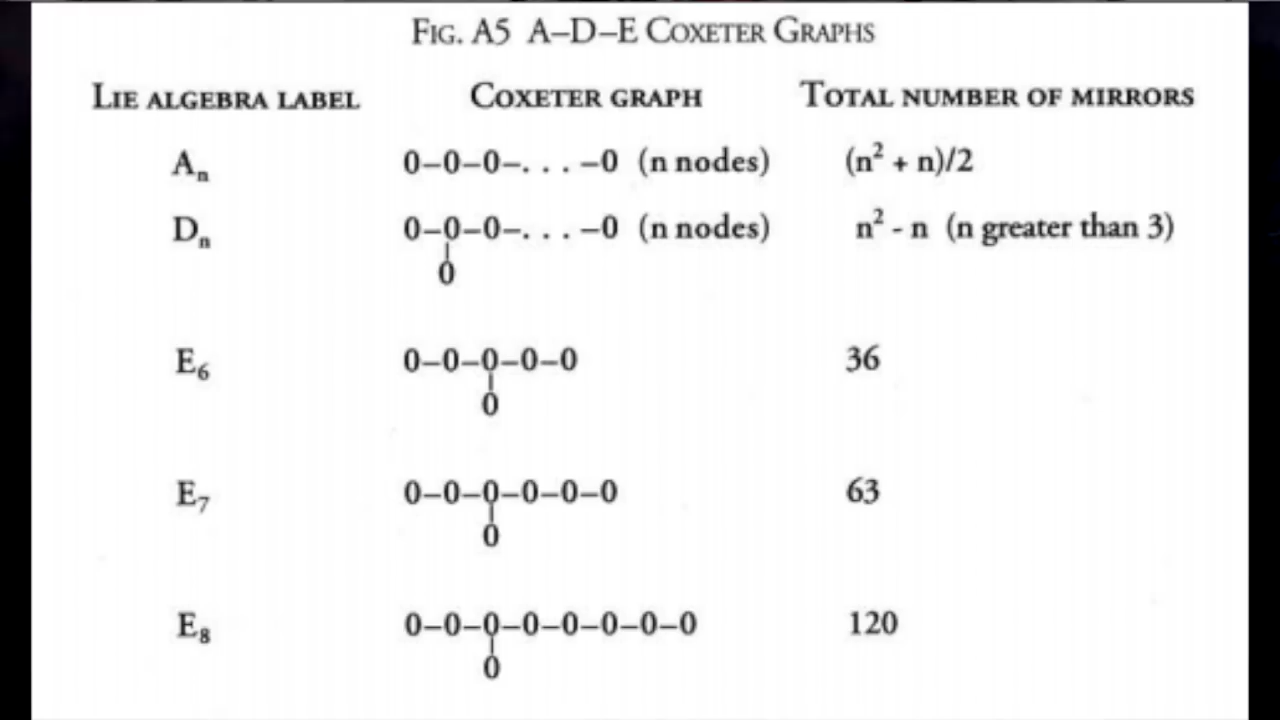 FIG. A5 A–D–E COXETER GRAPHS
LIE ALGEBRA LABEL COXETER GRAPH TOTAL NUMBER OF MIRRORS
Aₙ 0–0–0–. . . –0 (n nodes) (n² + n)/2
Dₙ 0–0–0–. . . –0 (n nodes) n² - n (n greater than 3)
0
E₆ 0–0–0–0–0 36
0
E₇ 0–0–0–0–0–0 63
0
E₈ 0–0–0–0–0–0–0–0 120
0